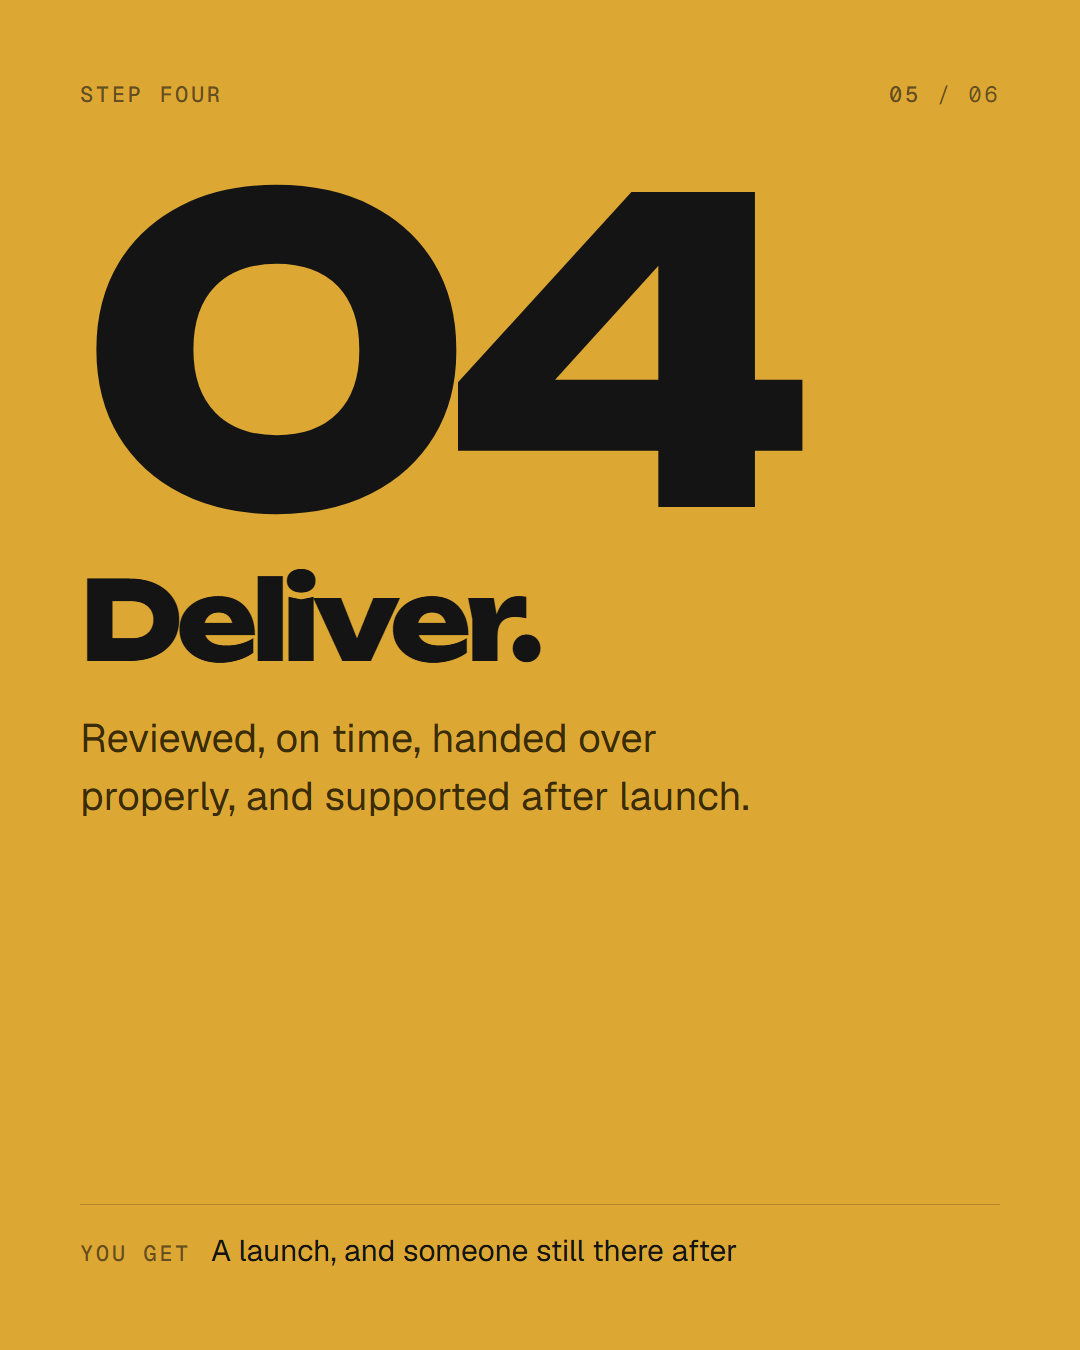 STEP FOUR
05 / 06
04
Deliver.
Reviewed, on time, handed over
properly, and supported after launch.
YOU GET A launch, and someone still there after